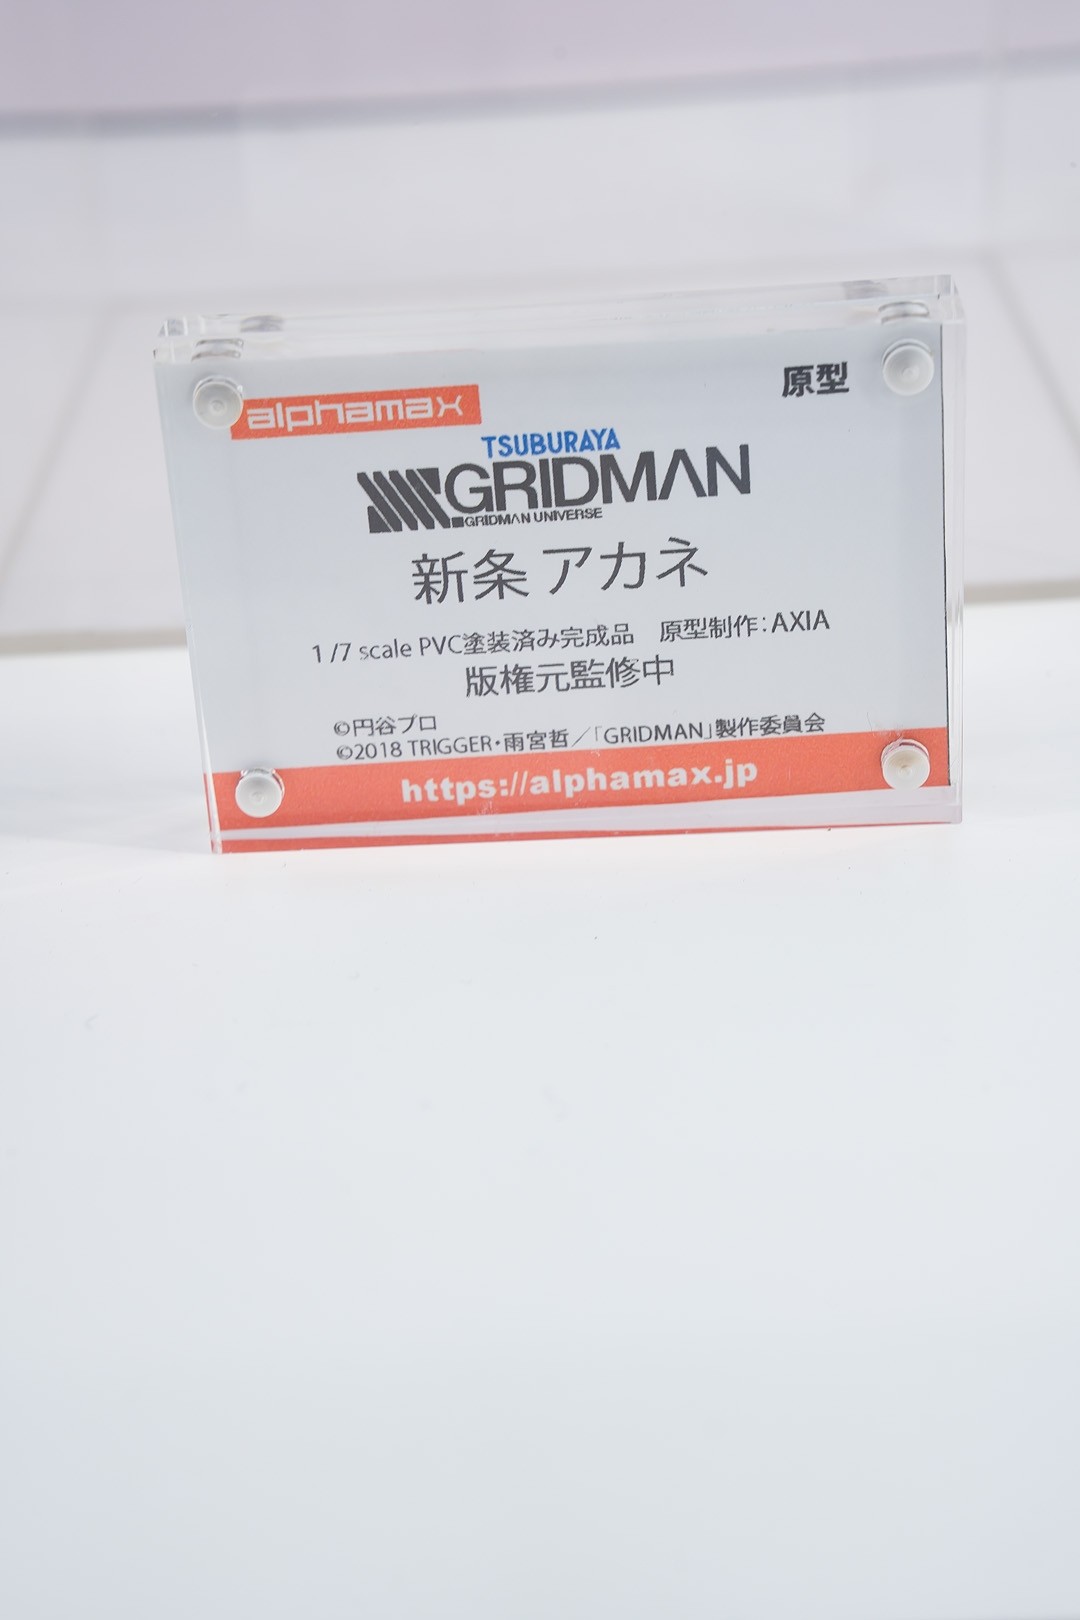 alphamax
原型
TSUBURAYA
GRIDMAN
GRIDMAN UNIVERSE
新条 アカネ
1/7 scale PVC塗装済み完成品 原型制作：AXIA
版権元監修中
©円谷プロ
©2018 TRIGGER・雨宮哲／「GRIDMAN」製作委員会
https://alphamax.jp